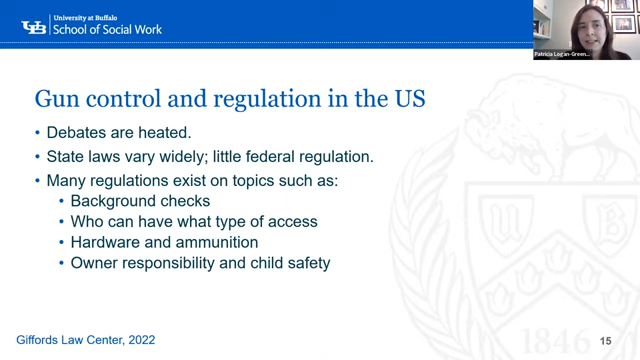 UB
University at Buffalo
School of Social Work
Patricia Logan-Green...
Gun control and regulation in the US
• Debates are heated.
• State laws vary widely; little federal regulation.
• Many regulations exist on topics such as:
• Background checks
• Who can have what type of access
• Hardware and ammunition
• Owner responsibility and child safety
U B
1846
Giffords Law Center, 2022
15